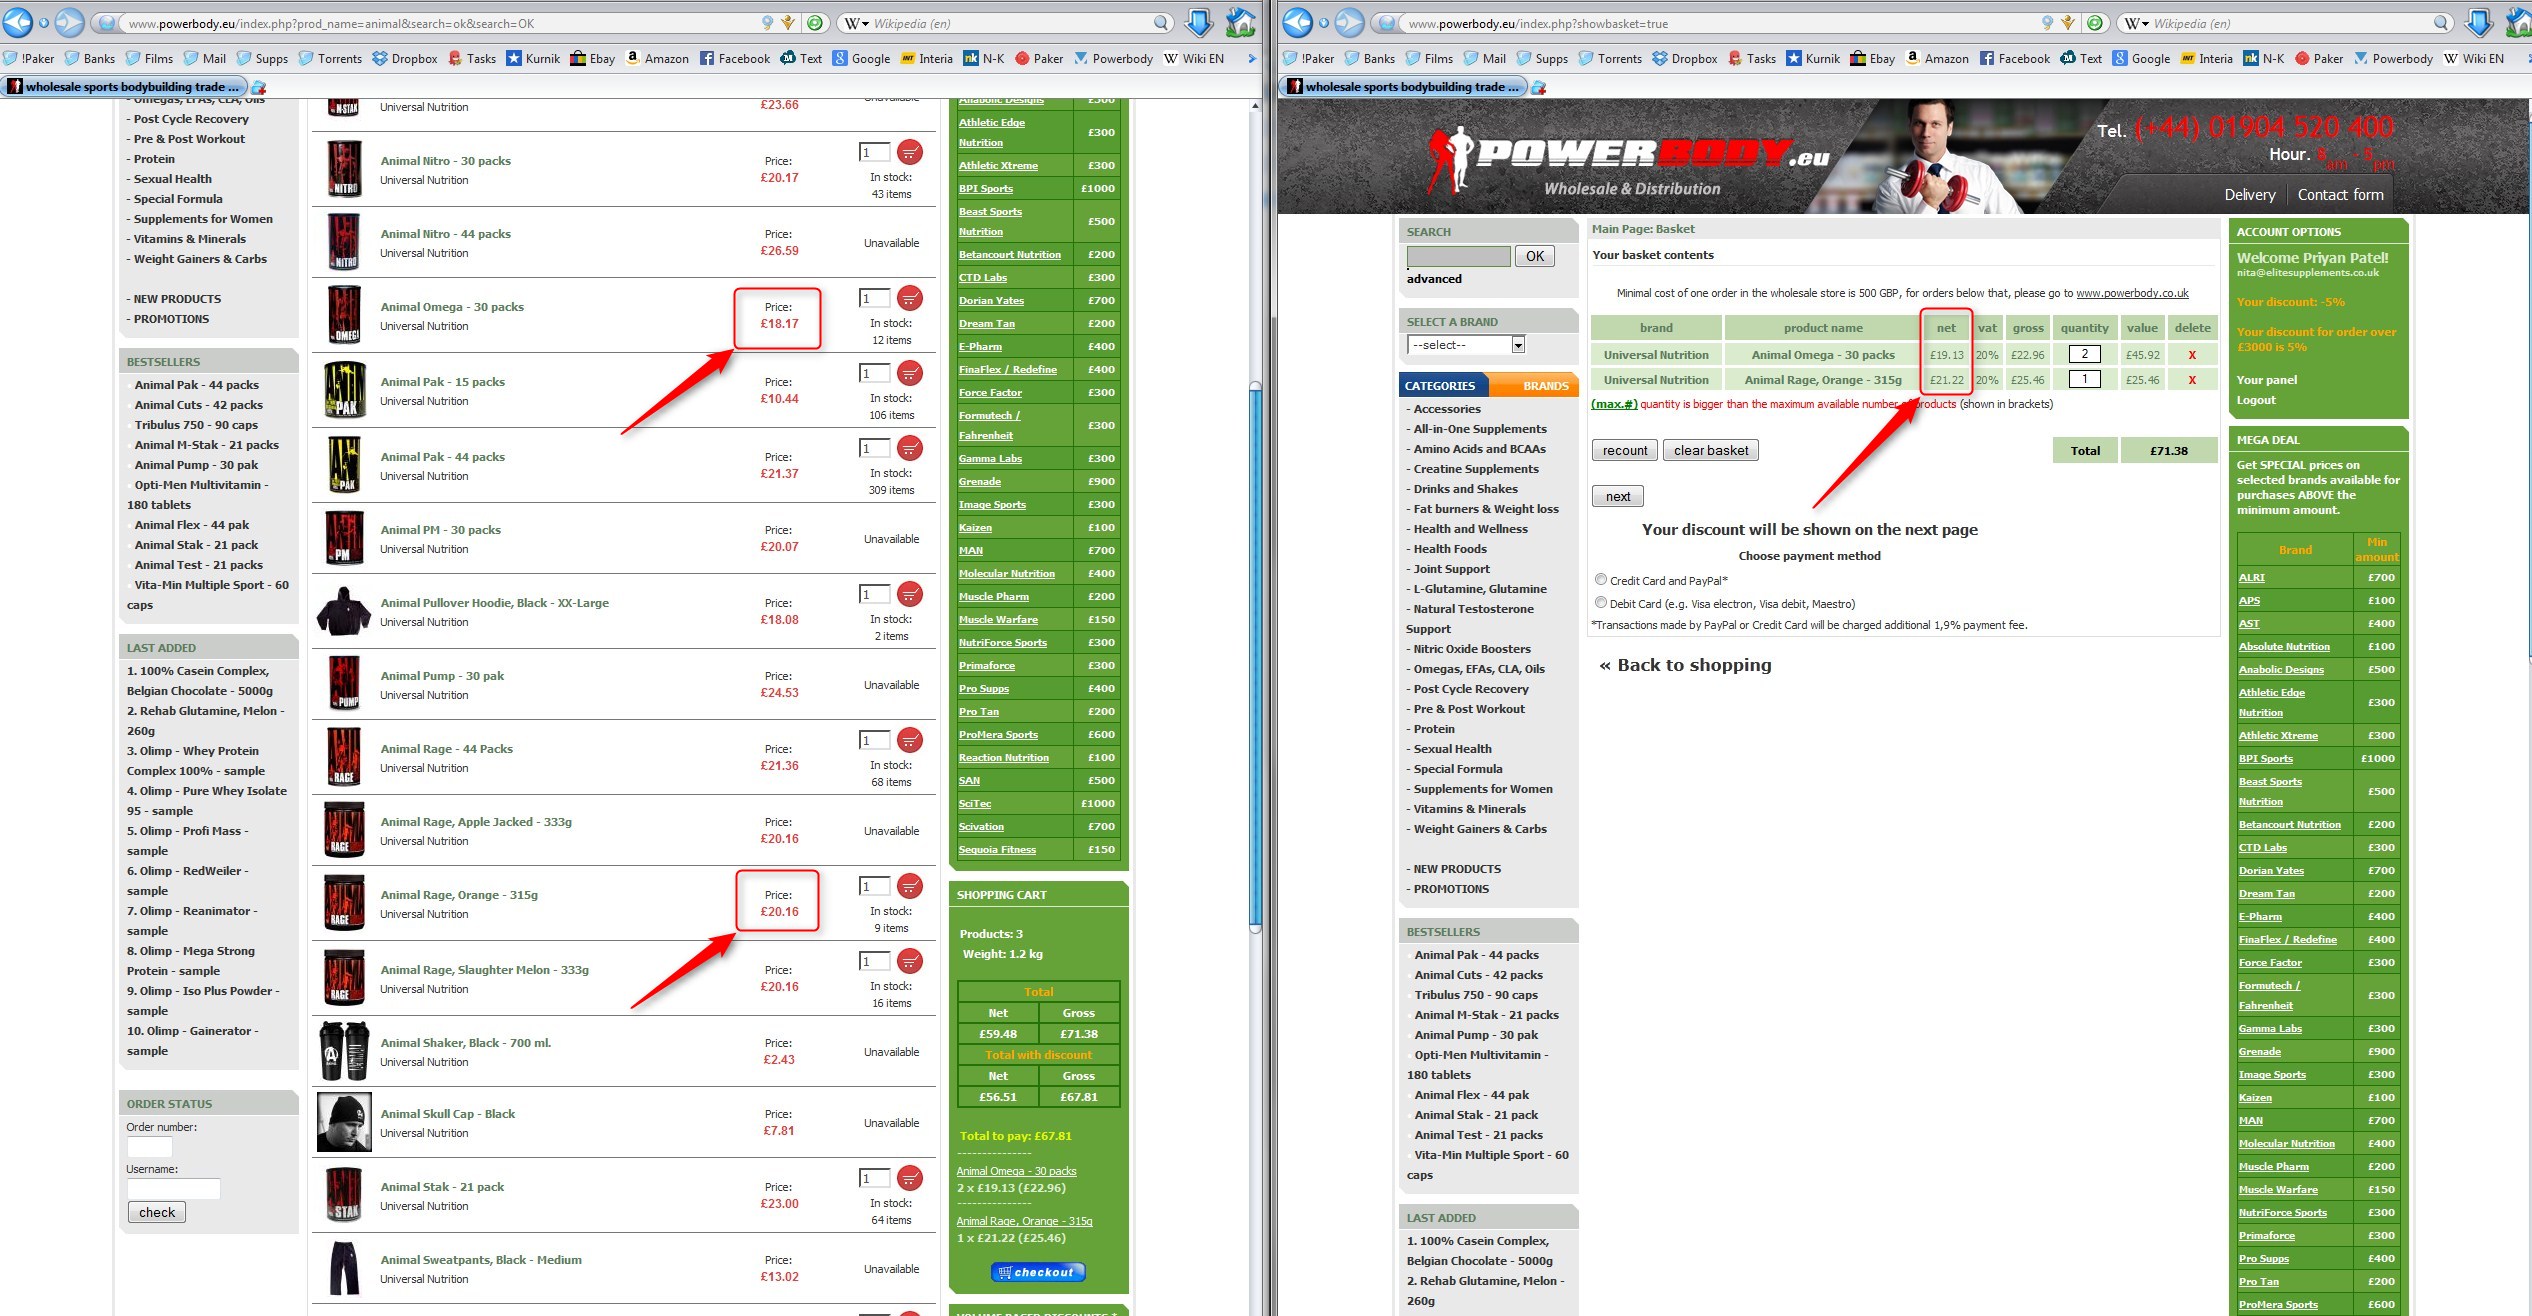 www.powerbody.eu/index.php?prod_name=animal&search=ok&search=OK
Wikipedia (en)
!Paker Banks Films Mail Supps Torrents Dropbox Tasks Kurnik Ebay Amazon Facebook Text Google Interia N-K Paker Powerbody Wiki EN
wholesale sports bodybuilding trade ...
- Omegas, EFAs, CLA, Oils
- Post Cycle Recovery
- Pre & Post Workout
- Protein
- Sexual Health
- Special Formula
- Supplements for Women
- Vitamins & Minerals
- Weight Gainers & Carbs
- NEW PRODUCTS
- PROMOTIONS
BESTSELLERS
Animal Pak - 44 packs
Animal Cuts - 42 packs
Tribulus 750 - 90 caps
Animal M-Stak - 21 packs
Animal Pump - 30 pak
Opti-Men Multivitamin -
180 tablets
Animal Flex - 44 pak
Animal Stak - 21 pack
Animal Test - 21 packs
Vita-Min Multiple Sport - 60
caps
LAST ADDED
1. 100% Casein Complex,
Belgian Chocolate - 5000g
2. Rehab Glutamine, Melon -
260g
3. Olimp - Whey Protein
Complex 100% - sample
4. Olimp - Pure Whey Isolate
95 - sample
5. Olimp - Profi Mass -
sample
6. Olimp - RedWeiler -
sample
7. Olimp - Reanimator -
sample
8. Olimp - Mega Strong
Protein - sample
9. Olimp - Iso Plus Powder -
sample
10. Olimp - Gainerator -
sample
ORDER STATUS
Order number:
Username:
check
Universal Nutrition £23.66 Unavailable
Animal Nitro - 30 packs Price: 1
Universal Nutrition £20.17 In stock:
43 items
Animal Nitro - 44 packs Price:
Universal Nutrition £26.59 Unavailable
Animal Omega - 30 packs Price: 1
Universal Nutrition £18.17 In stock:
12 items
Animal Pak - 15 packs Price: 1
Universal Nutrition £10.44 In stock:
106 items
Animal Pak - 44 packs Price: 1
Universal Nutrition £21.37 In stock:
309 items
Animal PM - 30 packs Price:
Universal Nutrition £20.07 Unavailable
Animal Pullover Hoodie, Black - XX-Large Price: 1
Universal Nutrition £18.08 In stock:
2 items
Animal Pump - 30 pak Price:
Universal Nutrition £24.53 Unavailable
Animal Rage - 44 Packs Price: 1
Universal Nutrition £21.36 In stock:
68 items
Animal Rage, Apple Jacked - 333g Price:
Universal Nutrition £20.16 Unavailable
Animal Rage, Orange - 315g Price: 1
Universal Nutrition £20.16 In stock:
9 items
Animal Rage, Slaughter Melon - 333g Price: 1
Universal Nutrition £20.16 In stock:
16 items
Animal Shaker, Black - 700 ml. Price:
Universal Nutrition £2.43 Unavailable
Animal Skull Cap - Black Price:
Universal Nutrition £7.81 Unavailable
Animal Stak - 21 pack Price: 1
Universal Nutrition £23.00 In stock:
64 items
Animal Sweatpants, Black - Medium Price:
Universal Nutrition £13.02 Unavailable
Anabolic Designs £500
Athletic Edge
Nutrition £300
Athletic Xtreme £300
BPI Sports £1000
Beast Sports
Nutrition £500
Betancourt Nutrition £200
CTD Labs £300
Dorian Yates £700
Dream Tan £200
E-Pharm £400
FinaFlex / Redefine £400
Force Factor £300
Formutech /
Fahrenheit £300
Gamma Labs £300
Grenade £900
Image Sports £300
Kaizen £100
MAN £700
Molecular Nutrition £400
Muscle Pharm £200
Muscle Warfare £150
NutriForce Sports £300
Primaforce £300
Pro Supps £400
Pro Tan £200
ProMera Sports £600
Reaction Nutrition £100
SAN £500
SciTec £1000
Scivation £700
Sequoia Fitness £150
SHOPPING CART
Products: 3
Weight: 1.2 kg
Total
Net Gross
£59.48 £71.38
Total with discount
Net Gross
£56.51 £67.81
Total to pay: £67.81
---------------
Animal Omega - 30 packs
2 x £19.13 (£22.96)
---------------
Animal Rage, Orange - 315g
1 x £21.22 (£25.46)
checkout
VOLUME BASED DISCOUNTS *
www.powerbody.eu/index.php?showbasket=true
Wikipedia (en)
!Paker Banks Films Mail Supps Torrents Dropbox Tasks Kurnik Ebay Amazon Facebook Text Google Interia N-K Paker Powerbody Wiki EN
wholesale sports bodybuilding trade ...
POWERBODY.eu
Wholesale & Distribution
Tel. (+44) 01904 520 400
Hour. 8am - 5pm
Delivery Contact form
SEARCH
OK
advanced
SELECT A BRAND
--select--
CATEGORIES BRANDS
- Accessories
- All-in-One Supplements
- Amino Acids and BCAAs
- Creatine Supplements
- Drinks and Shakes
- Fat burners & Weight loss
- Health and Wellness
- Health Foods
- Joint Support
- L-Glutamine, Glutamine
- Natural Testosterone
Support
- Nitric Oxide Boosters
- Omegas, EFAs, CLA, Oils
- Post Cycle Recovery
- Pre & Post Workout
- Protein
- Sexual Health
- Special Formula
- Supplements for Women
- Vitamins & Minerals
- Weight Gainers & Carbs
- NEW PRODUCTS
- PROMOTIONS
BESTSELLERS
Animal Pak - 44 packs
Animal Cuts - 42 packs
Tribulus 750 - 90 caps
Animal M-Stak - 21 packs
Animal Pump - 30 pak
Opti-Men Multivitamin -
180 tablets
Animal Flex - 44 pak
Animal Stak - 21 pack
Animal Test - 21 packs
Vita-Min Multiple Sport - 60
caps
LAST ADDED
1. 100% Casein Complex,
Belgian Chocolate - 5000g
2. Rehab Glutamine, Melon -
260g
Main Page: Basket
Your basket contents
Minimal cost of one order in the wholesale store is 500 GBP, for orders below that, please go to www.powerbody.co.uk
brand product name net vat gross quantity value delete
Universal Nutrition Animal Omega - 30 packs £19.13 20% £22.96 2 £45.92 X
Universal Nutrition Animal Rage, Orange - 315g £21.22 20% £25.46 1 £25.46 X
(max.#) quantity is bigger than the maximum available number of products (shown in brackets)
recount clear basket Total £71.38
next
Your discount will be shown on the next page
Choose payment method
Credit Card and PayPal*
Debit Card (e.g. Visa electron, Visa debit, Maestro)
*Transactions made by PayPal or Credit Card will be charged additional 1,9% payment fee.
« Back to shopping
ACCOUNT OPTIONS
Welcome Priyan Patel!
nita@elitesupplements.co.uk
Your discount: -5%
Your discount for order over
£3000 is 5%
Your panel
Logout
MEGA DEAL
Get SPECIAL prices on
selected brands available for
purchases ABOVE the
minimum amount.
Brand Min
amount
ALRI £700
APS £100
AST £400
Absolute Nutrition £100
Anabolic Designs £500
Athletic Edge
Nutrition £300
Athletic Xtreme £300
BPI Sports £1000
Beast Sports
Nutrition £500
Betancourt Nutrition £200
CTD Labs £300
Dorian Yates £700
Dream Tan £200
E-Pharm £400
FinaFlex / Redefine £400
Force Factor £300
Formutech /
Fahrenheit £300
Gamma Labs £300
Grenade £900
Image Sports £300
Kaizen £100
MAN £700
Molecular Nutrition £400
Muscle Pharm £200
Muscle Warfare £150
NutriForce Sports £300
Primaforce £300
Pro Supps £400
Pro Tan £200
ProMera Sports £600